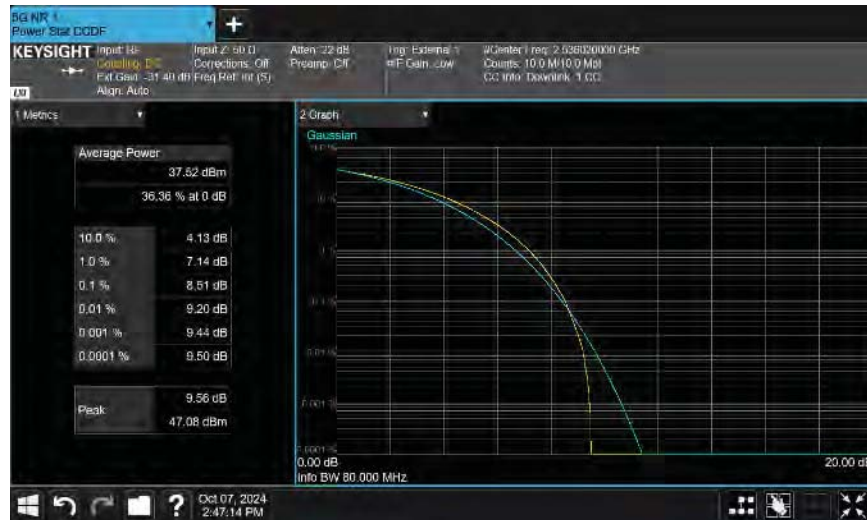 5G NR 1
Power Stat CCDF
KEYSIGHT
Input: RF
Coupling: DC
Ext Gain: -31.40 dB
Align: Auto
Input Z: 50 Ω
Corrections: Off
Freq Ref: Int (S)
Atten: 22 dB
Preamp: Off
Trig: External 1
#IF Gain: Low
Center Freq: 2.536020000 GHz
Counts: 10.0 M/10.0 Mpt
CC Info: Downlink, 1 CC
1 Metrics
Average Power
37.52 dBm
36.36 % at 0 dB
10.0 % 4.13 dB
1.0 % 7.14 dB
0.1 % 8.51 dB
0.01 % 9.20 dB
0.001 % 9.44 dB
0.0001 % 9.50 dB
Peak
9.56 dB
47.08 dBm
2 Graph
Gaussian
0.00 dB
20.00 dB
Info BW 80.000 MHz
Oct 07, 2024
2:47:14 PM